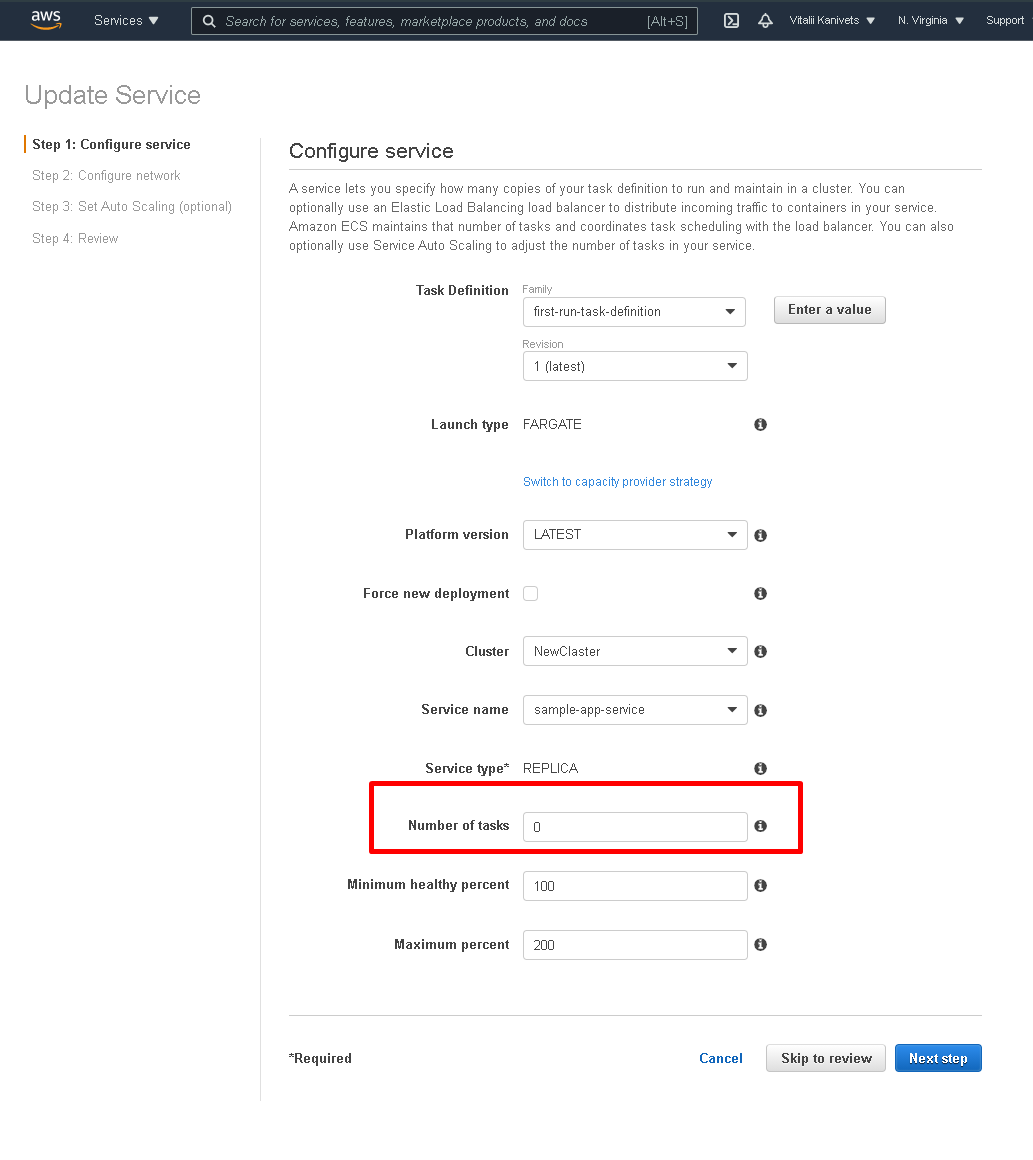 aws Services Search for services, features, marketplace products, and docs [Alt+S] Vitalii Kanivets N. Virginia Support
Update Service
Step 1: Configure service
Step 2: Configure network
Step 3: Set Auto Scaling (optional)
Step 4: Review
Configure service
A service lets you specify how many copies of your task definition to run and maintain in a cluster. You can
optionally use an Elastic Load Balancing load balancer to distribute incoming traffic to containers in your service.
Amazon ECS maintains that number of tasks and coordinates task scheduling with the load balancer. You can also
optionally use Service Auto Scaling to adjust the number of tasks in your service.
Task Definition Family
first-run-task-definition Enter a value
Revision
1 (latest)
Launch type FARGATE
Switch to capacity provider strategy
Platform version LATEST
Force new deployment
Cluster NewClaster
Service name sample-app-service
Service type* REPLICA
Number of tasks 0
Minimum healthy percent 100
Maximum percent 200
*Required Cancel Skip to review Next step